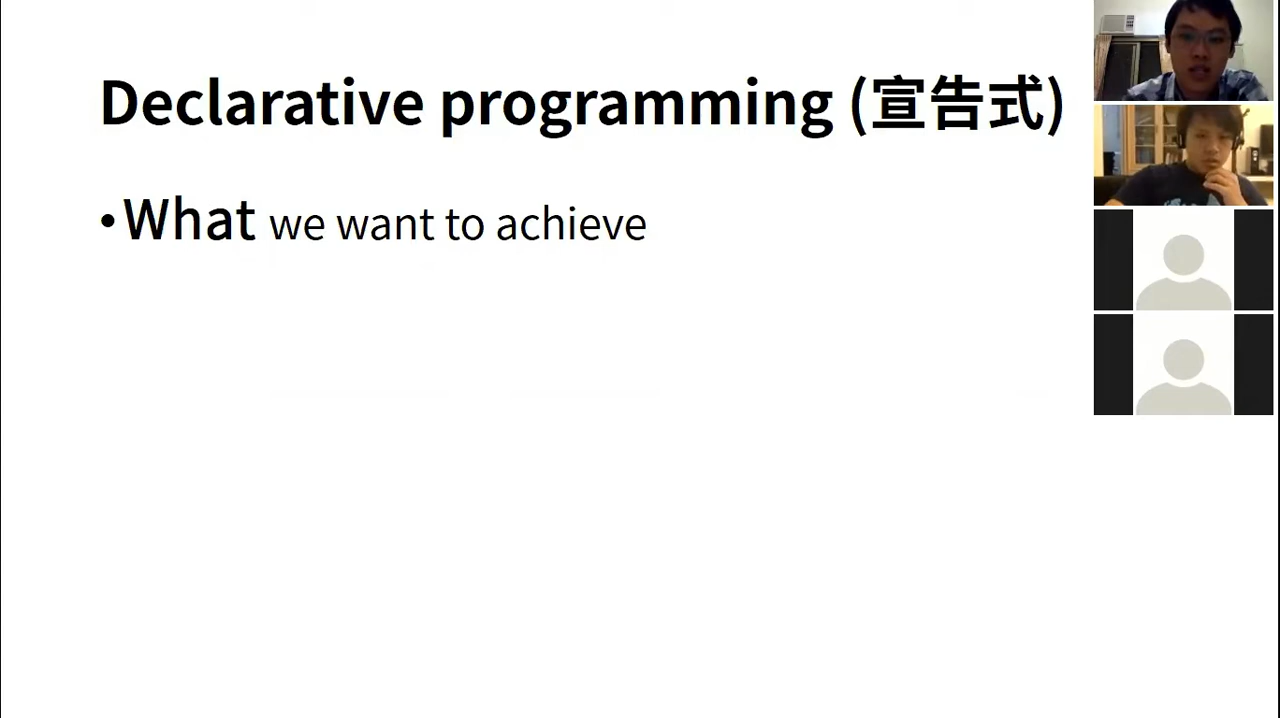 Declarative programming (宣告式)
•What we want to achieve